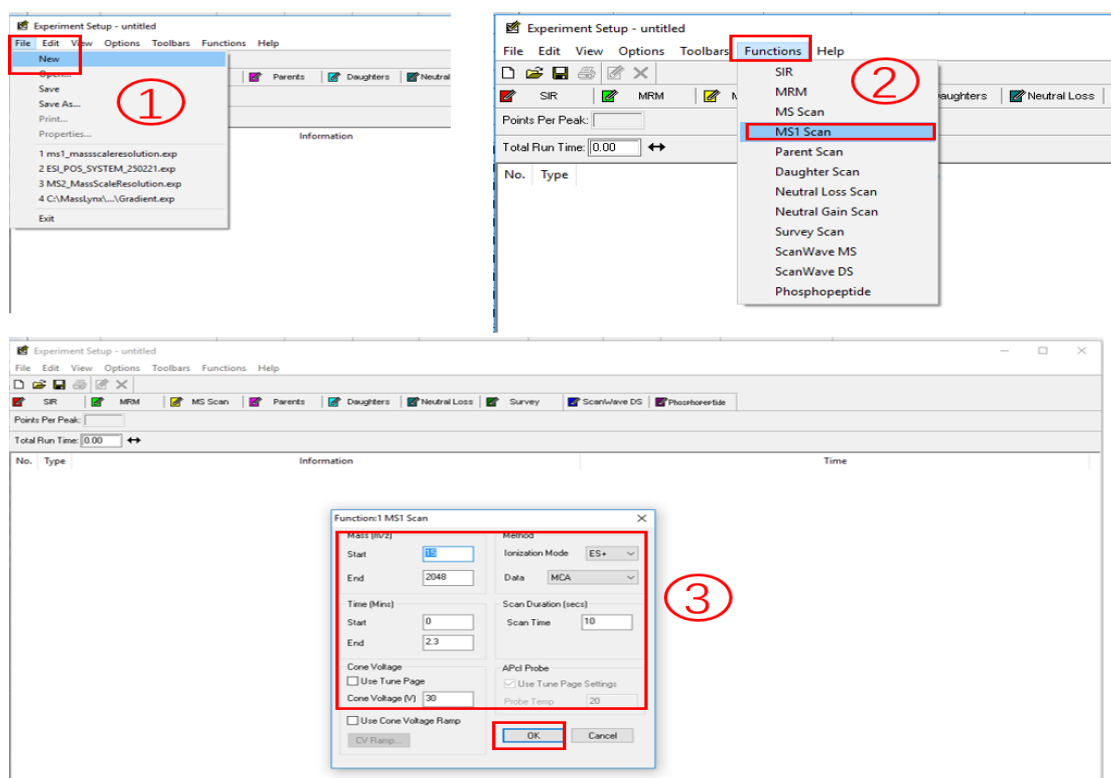 Experiment Setup - untitled
File Edit View Options Toolbars Functions Help
New
Open...
Save
Save As...
Print...
Properties...
1 ms1_massscaleresolution.exp
2 ESI_POS_SYSTEM_250221.exp
3 MS2_MassScaleResolution.exp
4 C:\MassLynx\...\Gradient.exp
Exit
Parents Daughters Neutral
Information
1
Experiment Setup - untitled
File Edit View Options Toolbars Functions Help
SIR MRM M
aughters Neutral Loss
Points Per Peak:
Total Run Time: 0.00
No. Type
SIR
MRM
MS Scan
MS1 Scan
Parent Scan
Daughter Scan
Neutral Loss Scan
Neutral Gain Scan
Survey Scan
ScanWave MS
ScanWave DS
Phosphopeptide
2
Experiment Setup - untitled
File Edit View Options Toolbars Functions Help
SIR MRM MS Scan Parents Daughters Neutral Loss Survey ScanWave DS Phosphopeptide
Points Per Peak:
Total Run Time: 0.00
No. Type Information Time
Function:1 MS1 Scan
Mass (m/z)
Start 15
End 2048
Method
Ionization Mode ES+
Data MCA
Time (Mins)
Start 0
End 2.3
Scan Duration (secs)
Scan Time 10
Cone Voltage
Use Tune Page
Cone Voltage (V) 30
APcI Probe
Use Tune Page Settings
Probe Temp 20
Use Cone Voltage Ramp
CV Ramp...
OK Cancel
3